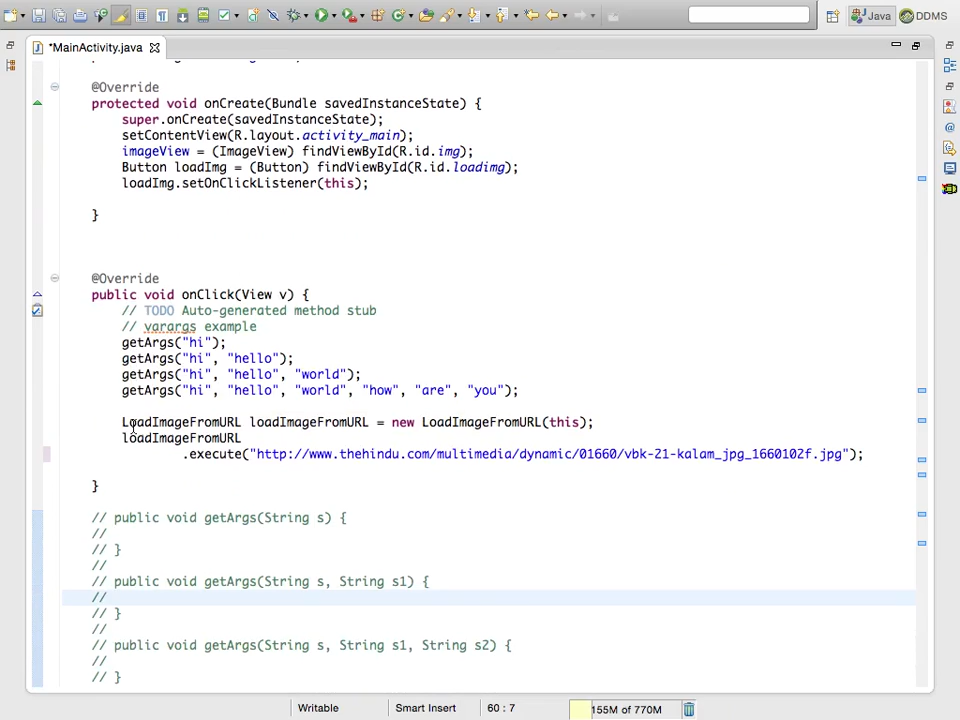 Java
DDMS
*MainActivity.java
@Override
protected void onCreate(Bundle savedInstanceState) {
super.onCreate(savedInstanceState);
setContentView(R.layout.activity_main);
imageView = (ImageView) findViewById(R.id.img);
Button loadImg = (Button) findViewById(R.id.loadimg);
loadImg.setOnClickListener(this);
}
@Override
public void onClick(View v) {
// TODO Auto-generated method stub
// varargs example
getArgs("hi");
getArgs("hi", "hello");
getArgs("hi", "hello", "world");
getArgs("hi", "hello", "world", "how", "are", "you");
LoadImageFromURL loadImageFromURL = new LoadImageFromURL(this);
loadImageFromURL
.execute("http://www.thehindu.com/multimedia/dynamic/01660/vbk-21-kalam_jpg_1660102f.jpg");
}
// public void getArgs(String s) {
//
// }
//
// public void getArgs(String s, String s1) {
//
// }
//
// public void getArgs(String s, String s1, String s2) {
//
// }
Writable
Smart Insert
60 : 7
155M of 770M